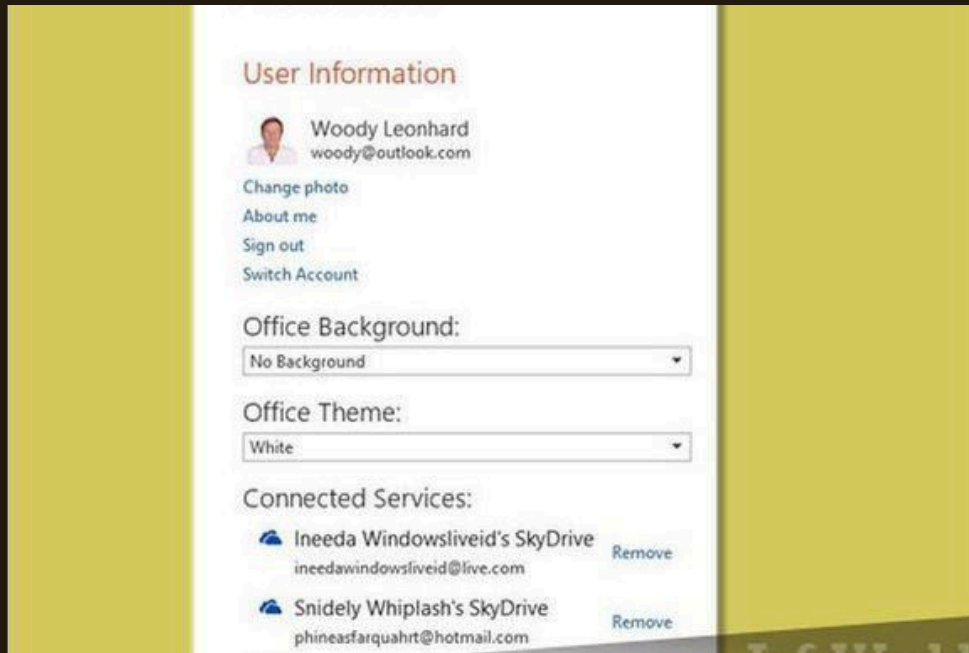 User Information
Woody Leonhard
woody@outlook.com
Change photo
About me
Sign out
Switch Account
Office Background:
No Background
Office Theme:
White
Connected Services:
Ineeda Windowsliveid's SkyDrive
Remove
ineedawindowsliveid@live.com
Snidely Whiplash's SkyDrive
Remove
phineasfarquahrt@hotmail.com